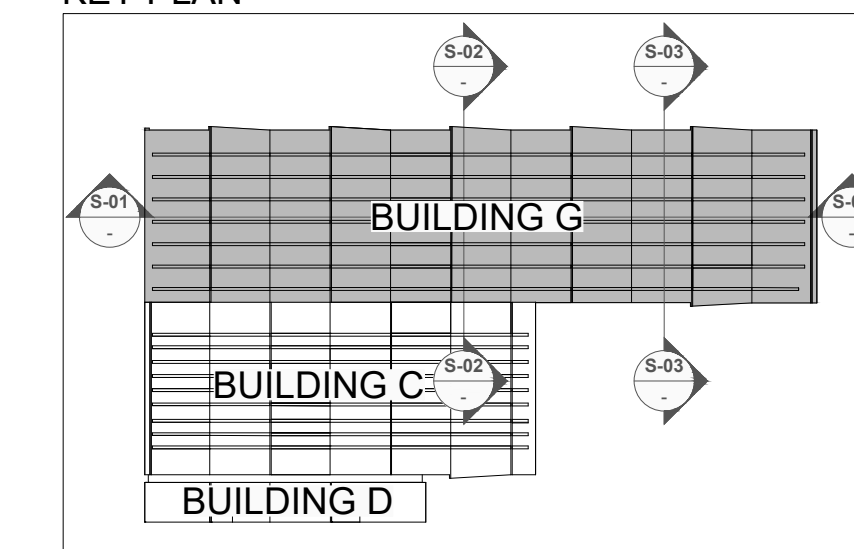 KEY PLAN
S-02
-
S-03
-
S-01
-
BUILDING G
-
S-02
-
S-03
-
BUILDING C
BUILDING D